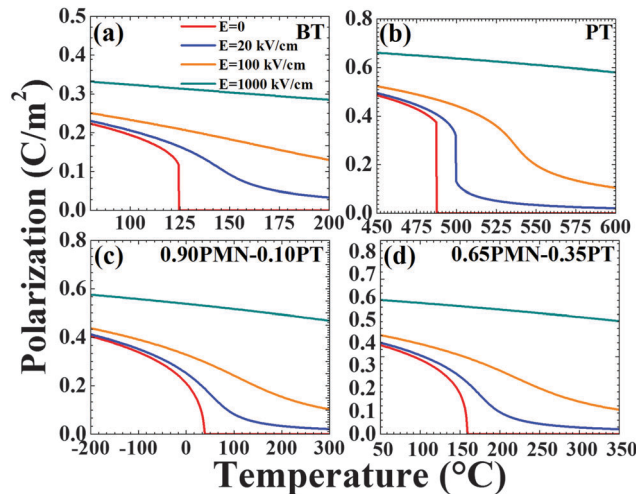 Polarization (C/m²)
0.5
0.4
0.3
0.2
0.1
0.0
(a)
E=0
E=20 kV/cm
E=100 kV/cm
E=1000 kV/cm
BT
100 125 150 175 200
0.8
0.6
0.4
0.2
0.0
(b)
PT
450 475 500 525 550 575 600
0.8
0.6
0.4
0.2
0.0
(c)
0.90PMN-0.10PT
-200 -100 0 100 200 300
0.8
0.7
0.6
0.5
0.4
0.3
0.2
0.1
0.0
(d)
0.65PMN-0.35PT
50 100 150 200 250 300 350
Temperature (°C)